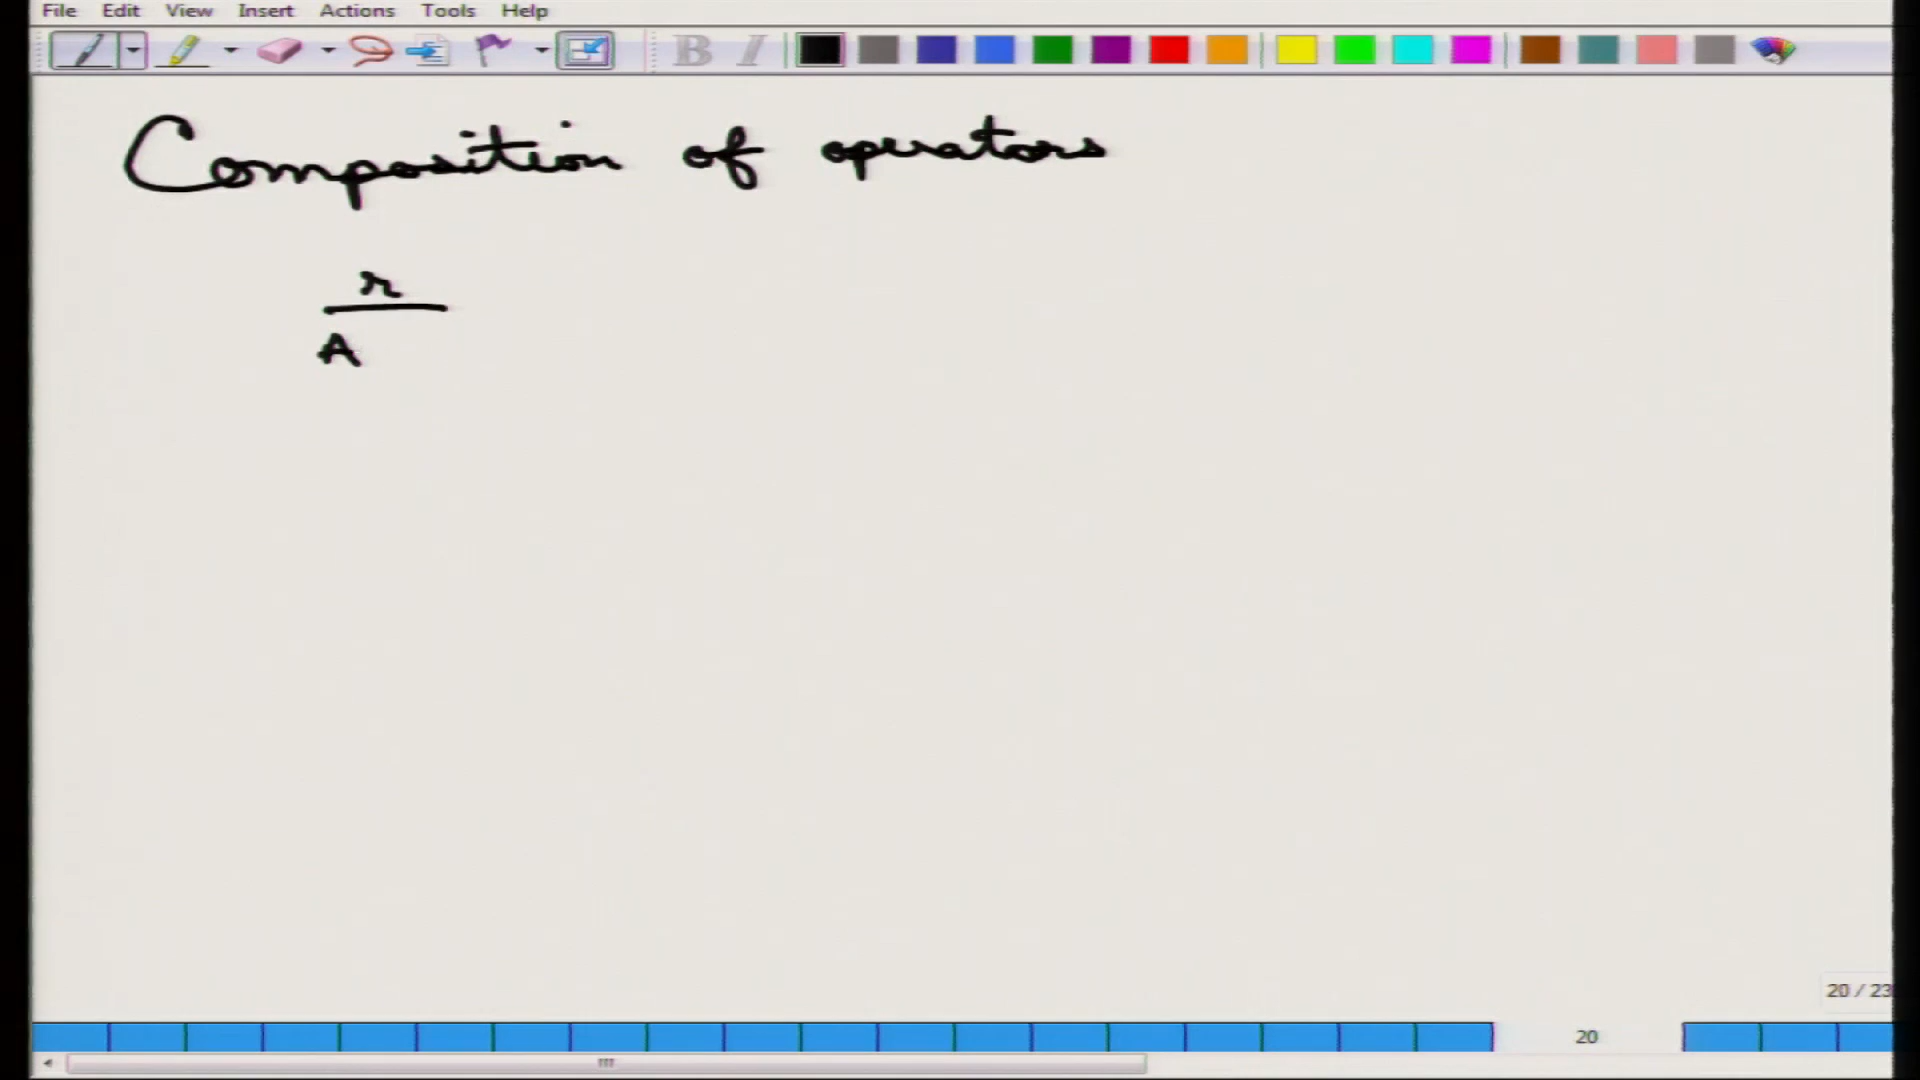 File Edit View Insert Actions Tools Help
B I
Composition of operators
r
A
20 / 23
20